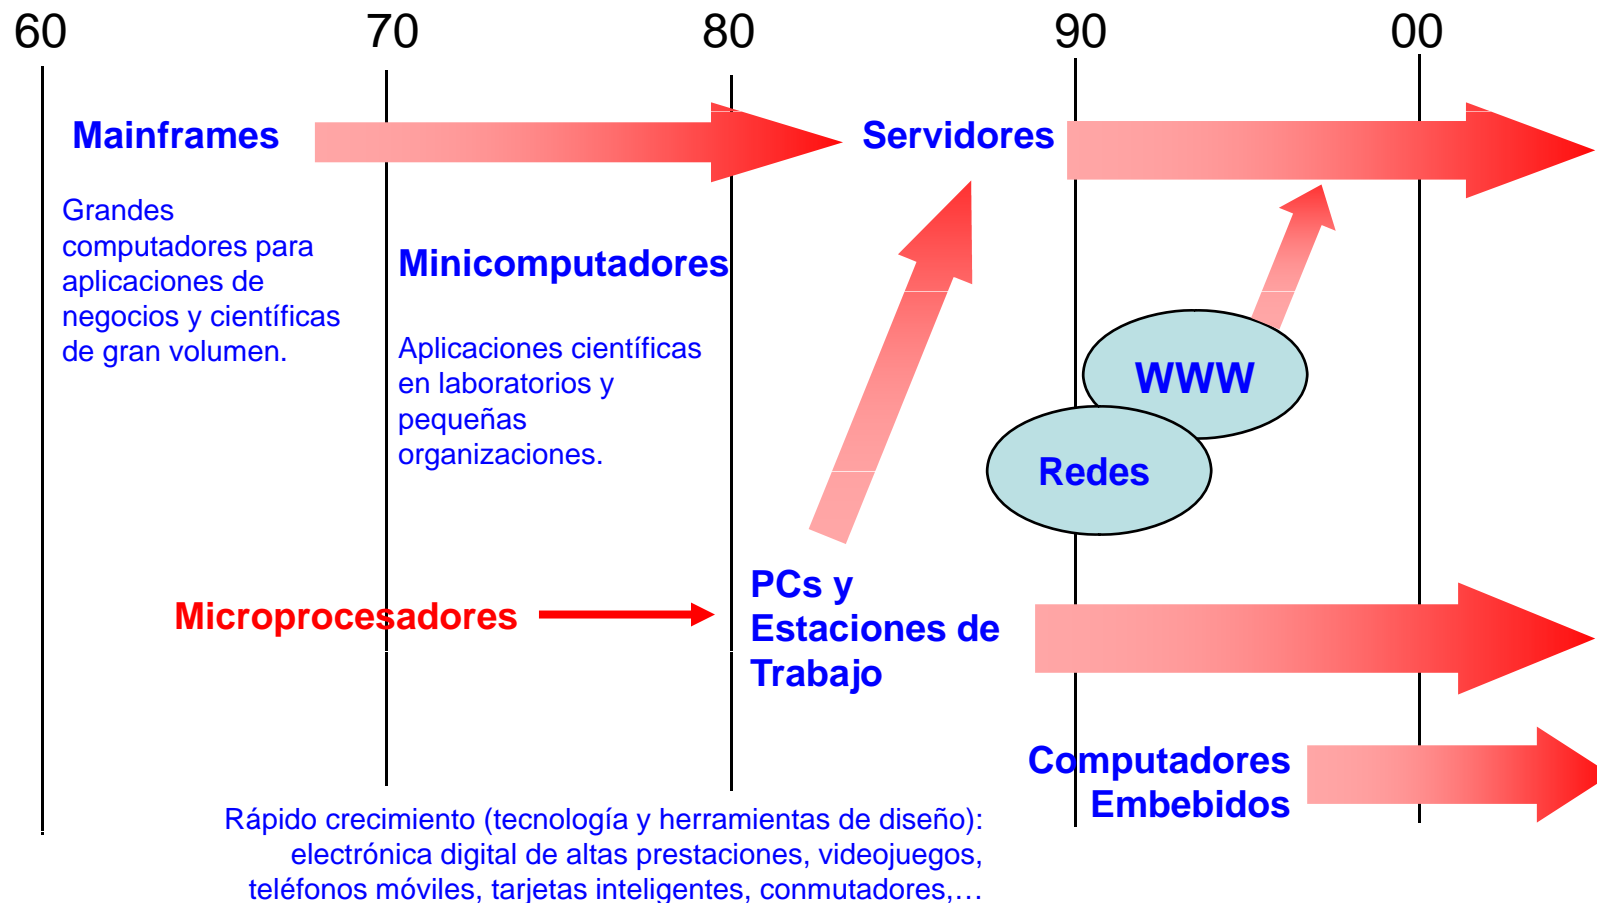 60 70 80 90 00
Mainframes
Servidores
Grandes
computadores para
aplicaciones de
negocios y científicas
de gran volumen.
Minicomputadores
Aplicaciones científicas
en laboratorios y
pequeñas
organizaciones.
WWW
Redes
Microprocesadores
PCs y
Estaciones de
Trabajo
Computadores
Embebidos
Rápido crecimiento (tecnología y herramientas de diseño):
electrónica digital de altas prestaciones, videojuegos,
teléfonos móviles, tarjetas inteligentes, conmutadores,…